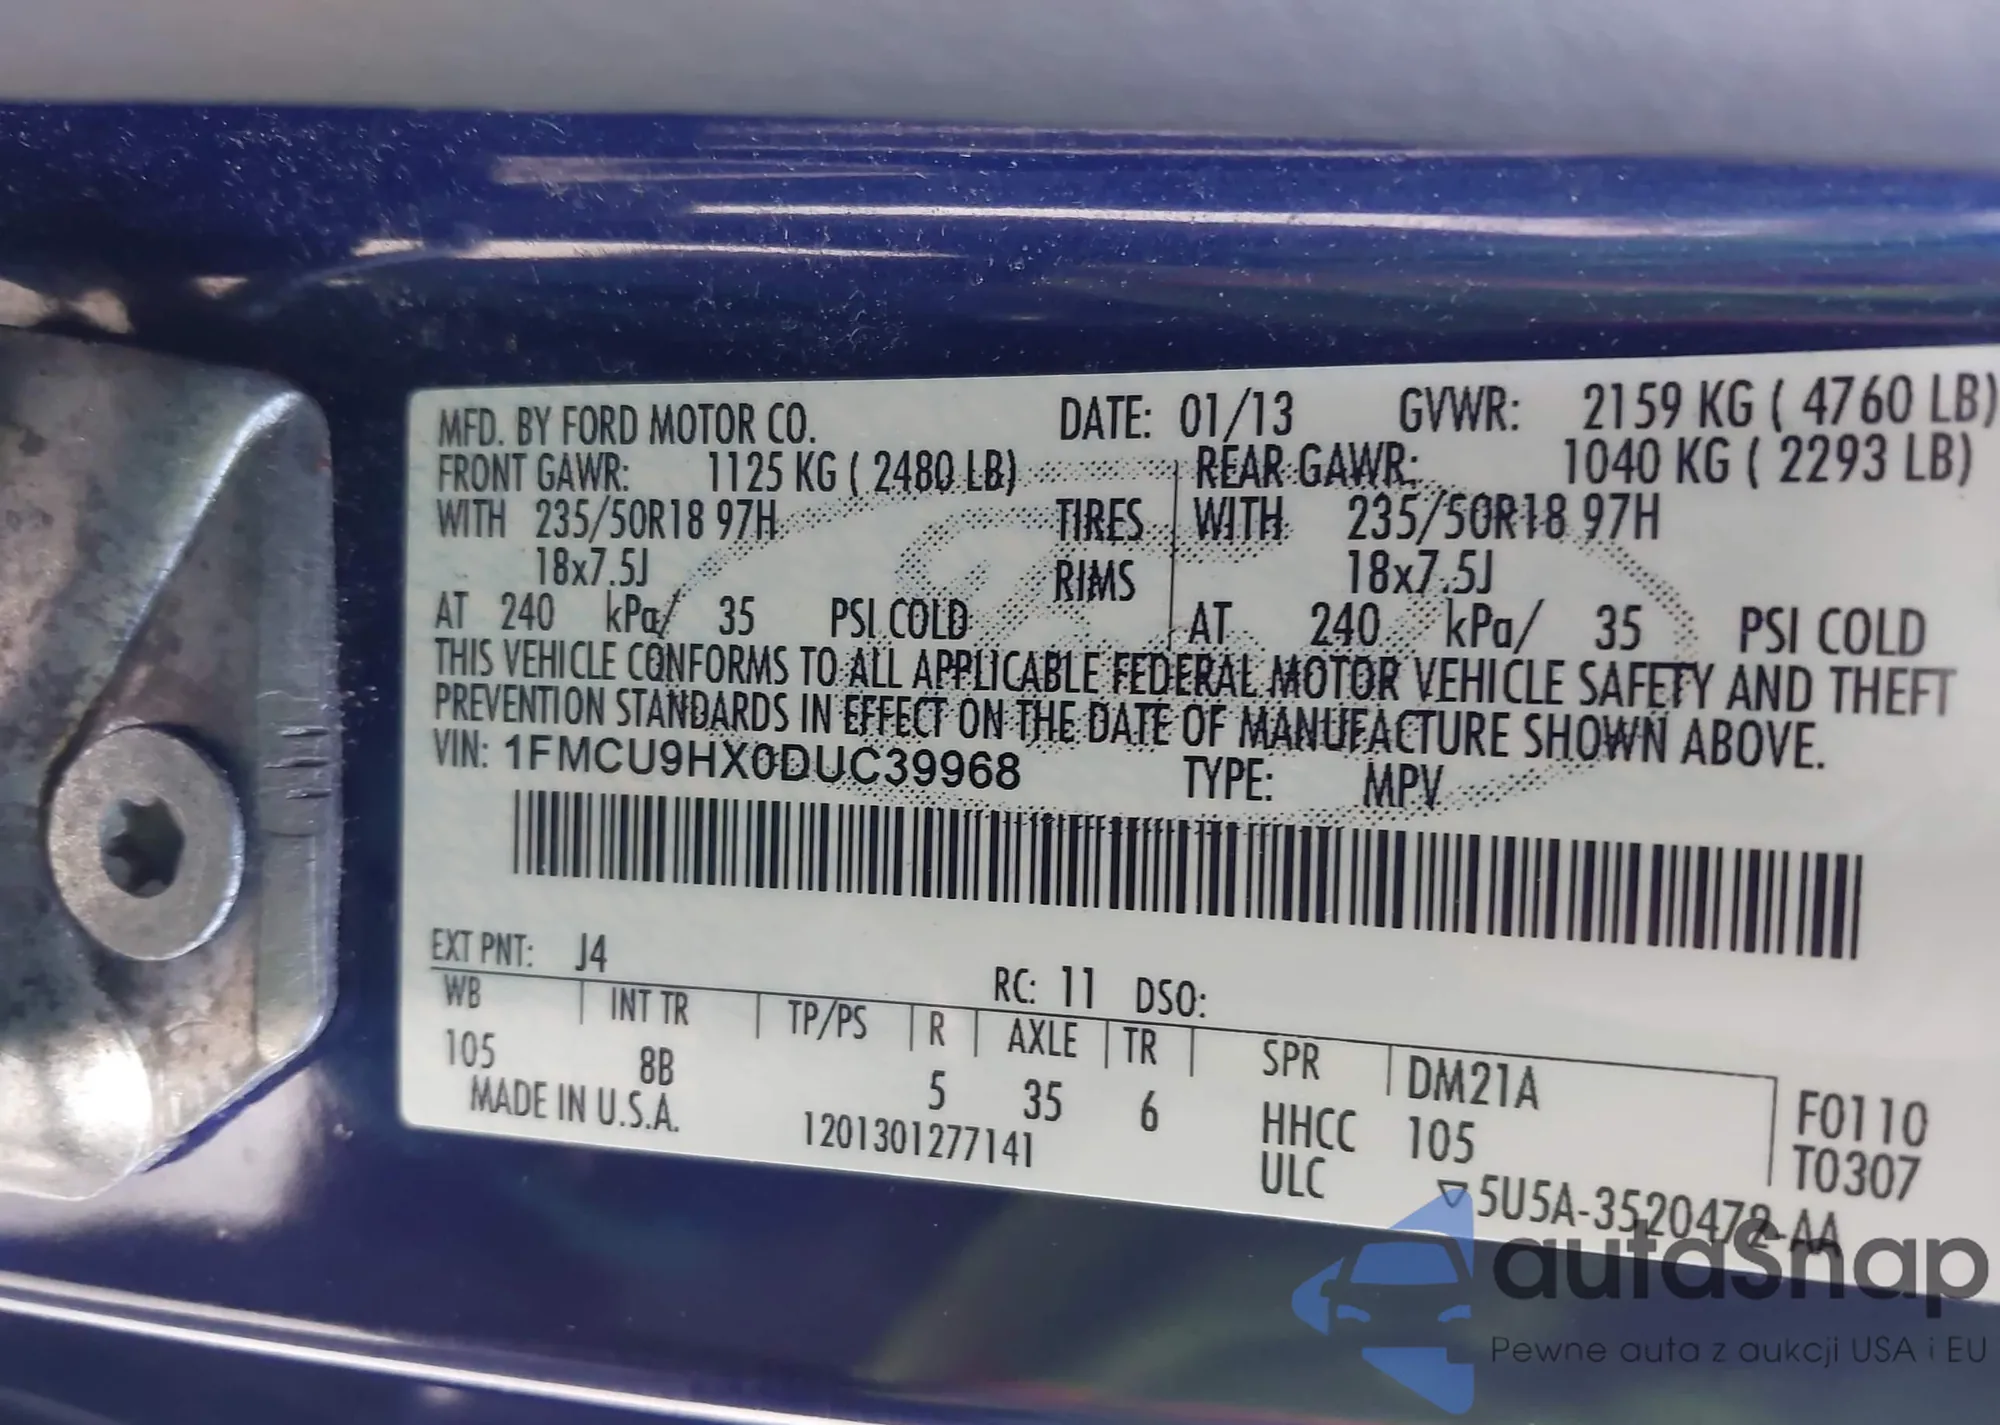 MFD. BY FORD MOTOR CO. DATE: 01/13 GVWR: 2159 KG ( 4760 LB)
FRONT GAWR: 1125 KG ( 2480 LB) REAR GAWR: 1040 KG ( 2293 LB)
WITH 235/50R18 97H TIRES WITH 235/50R18 97H
18x7.5J RIMS 18x7.5J
AT 240 kPa/ 35 PSI COLD AT 240 kPa/ 35 PSI COLD
THIS VEHICLE CONFORMS TO ALL APPLICABLE FEDERAL MOTOR VEHICLE SAFETY AND THEFT
PREVENTION STANDARDS IN EFFECT ON THE DATE OF MANUFACTURE SHOWN ABOVE.
VIN: 1FMCU9HX0DUC39968 TYPE: MPV
EXT PNT: J4 RC: 11 DSO:
WB INT TR TP/PS R AXLE TR SPR DM21A F0110
105 8B 5 35 6 HHCC 105 T0307
MADE IN U.S.A. 1201301277141 ULC ▽5U5A-3520472-AA
autaSnap
Pewne auta z aukcji USA i EU